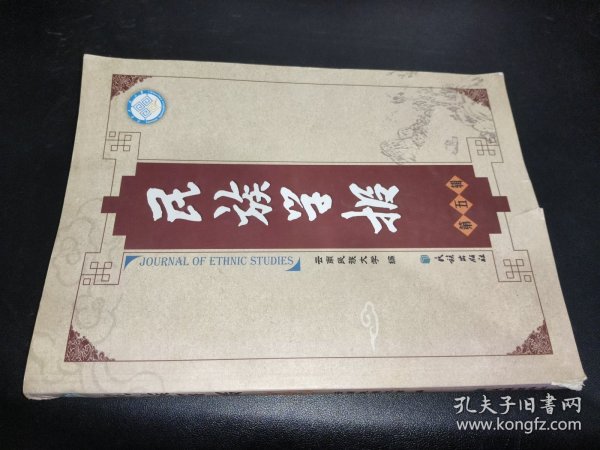 民族学报
第五辑
JOURNAL OF ETHNIC STUDIES
云南民族大学 编
民族出版社
孔夫子旧书网
www.kongfz.com